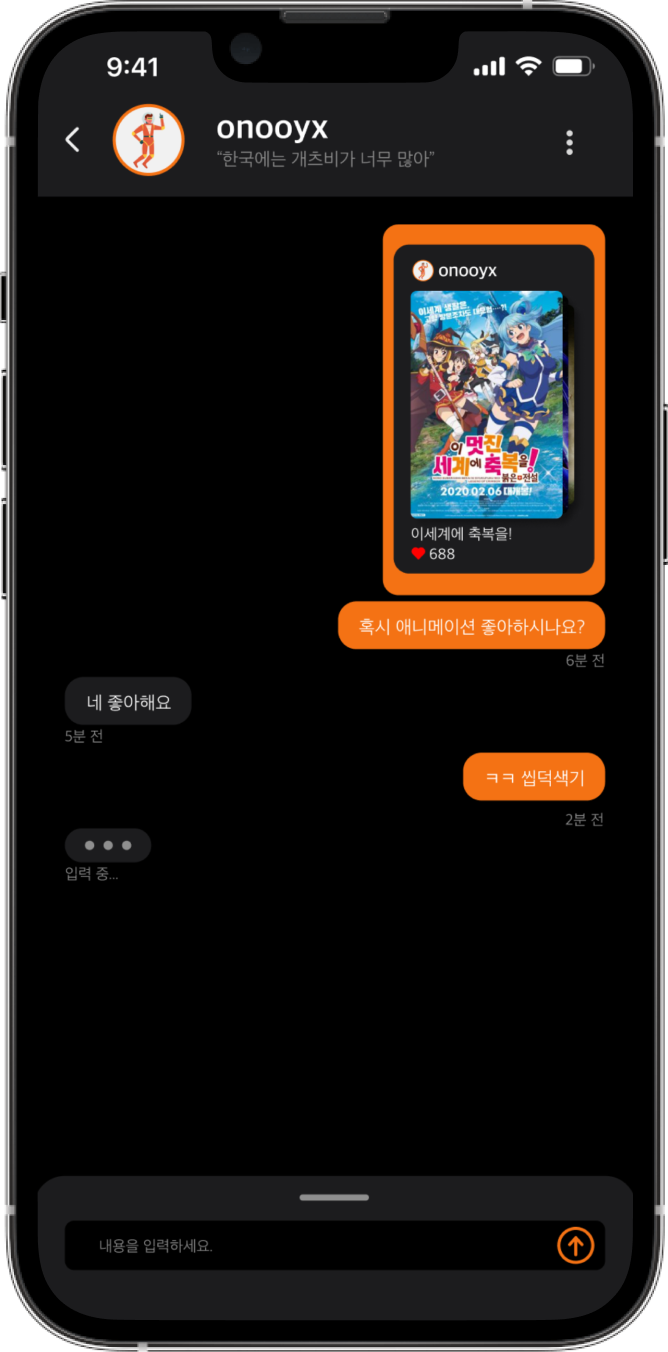 9:41
onooyx
“한국에는 개츠비가 너무 많아”
onooyx
이세계 생활은,
...?!
이 멋진
세계에 축복을!
붉은 전설
2020 02.06 대개봉!
이세계에 축복을!
688
혹시 애니메이션 좋아하시나요?
6분 전
네 좋아해요
5분 전
ㅋㅋ 씹덕색기
2분 전
입력 중...
내용을 입력하세요.